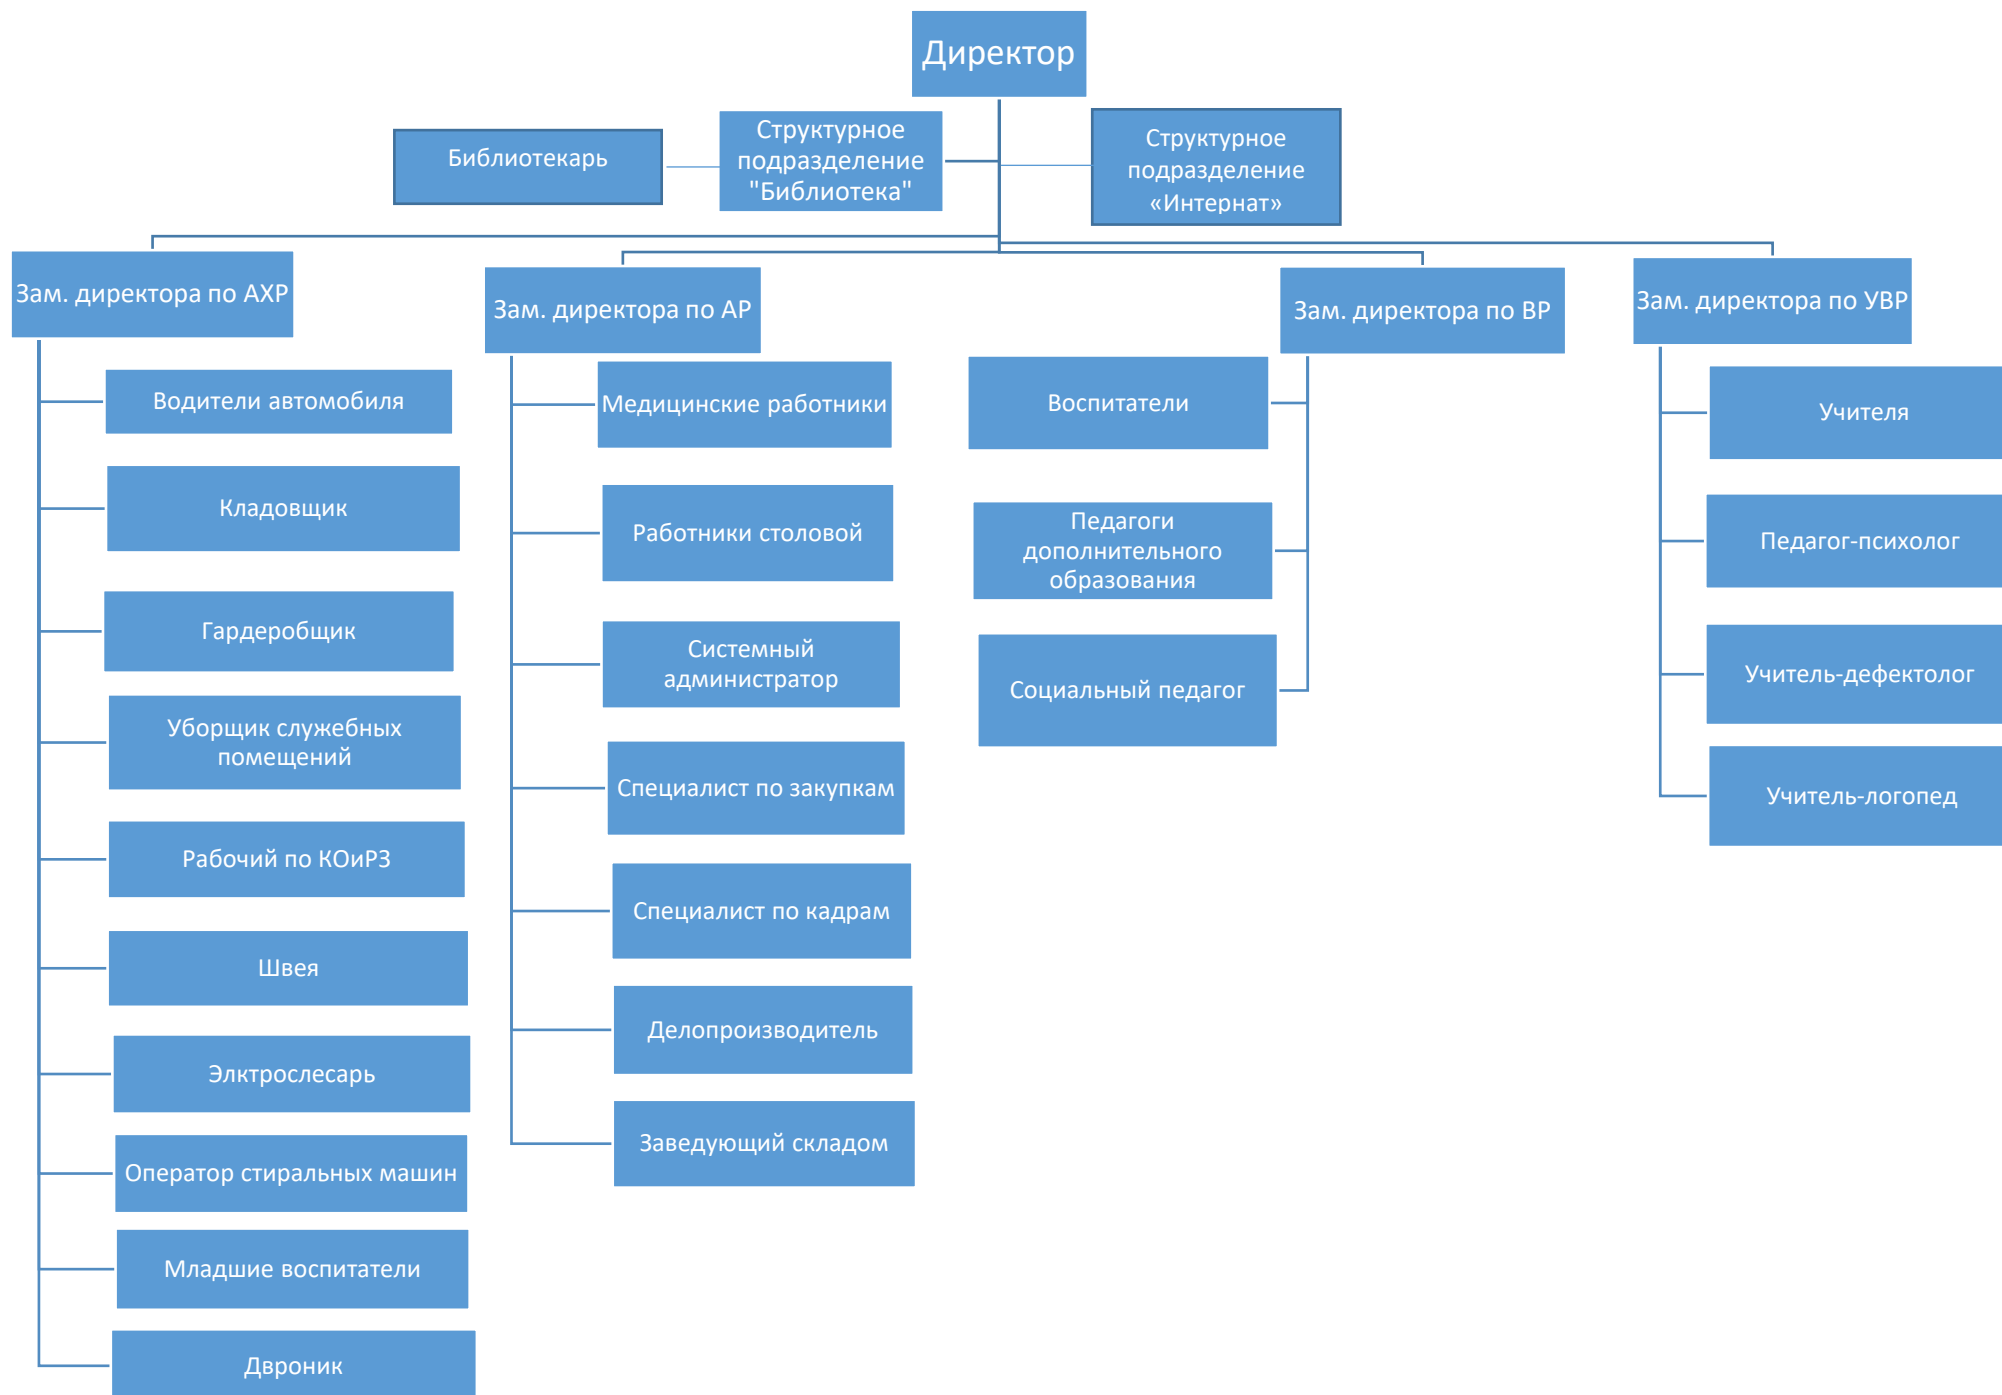 Директор
Библиотекарь
Структурное
подразделение
"Библиотека"
Структурное
подразделение
«Интернат»
Зам. директора по АХР
Зам. директора по АР
Зам. директора по ВР
Зам. директора по УВР
Водители автомобиля
Кладовщик
Гардеробщик
Уборщик служебных
помещений
Рабочий по КОиРЗ
Швея
Элктрослесарь
Оператор стиральных машин
Младшие воспитатели
Двроник
Медицинские работники
Работники столовой
Системный
администратор
Специалист по закупкам
Специалист по кадрам
Делопроизводитель
Заведующий складом
Воспитатели
Педагоги
дополнительного
образования
Социальный педагог
Учителя
Педагог-психолог
Учитель-дефектолог
Учитель-логопед